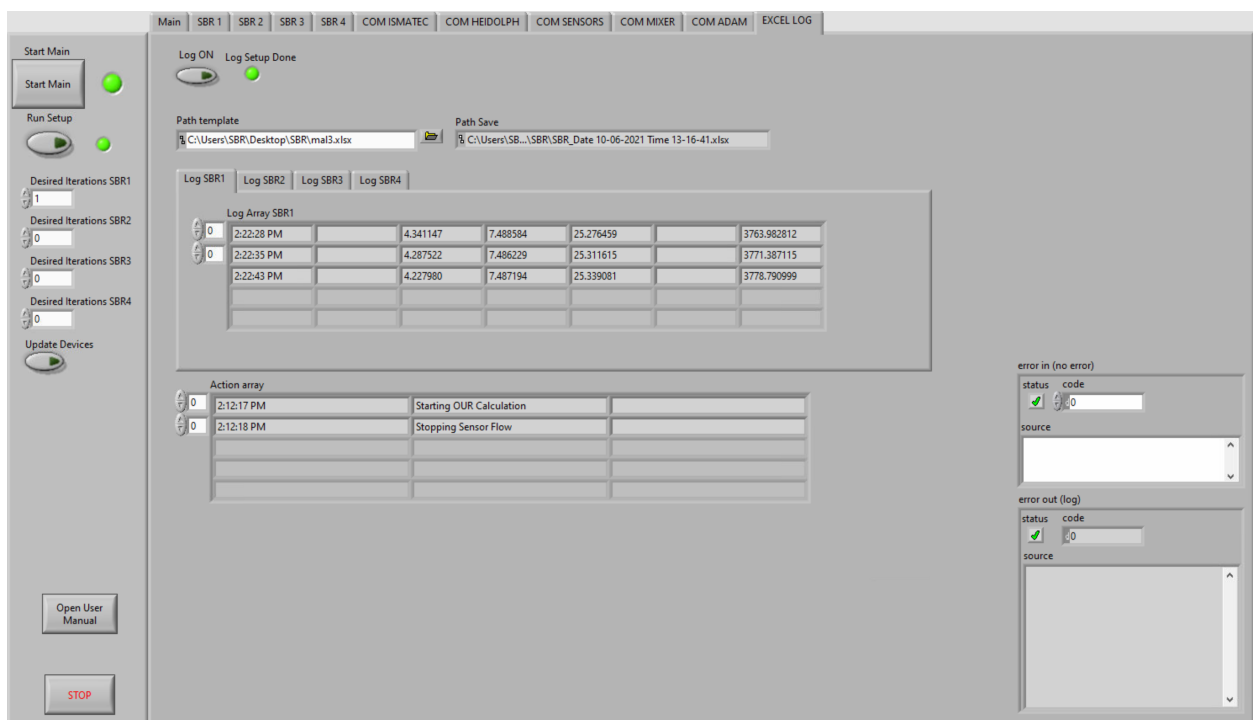 Main SBR 1 SBR 2 SBR 3 SBR 4 COM ISMATEC COM HEIDOLPH COM SENSORS COM MIXER COM ADAM EXCEL LOG
Start Main
Start Main
Run Setup
Desired Iterations SBR1
1
Desired Iterations SBR2
0
Desired Iterations SBR3
0
Desired Iterations SBR4
0
Update Devices
Open User
Manual
STOP
Log ON Log Setup Done
Path template
C:\Users\SBR\Desktop\SBR\mal3.xlsx
Path Save
C:\Users\SB...\SBR\SBR_Date 10-06-2021 Time 13-16-41.xlsx
Log SBR1 Log SBR2 Log SBR3 Log SBR4
Log Array SBR1
0 2:22:28 PM 4.341147 7.488584 25.276459 3763.982812
0 2:22:35 PM 4.287522 7.486229 25.311615 3771.387115
2:22:43 PM 4.227980 7.487194 25.339081 3778.790999
Action array
0 2:12:17 PM Starting OUR Calculation
0 2:12:18 PM Stopping Sensor Flow
error in (no error)
status code
0
source
error out (log)
status code
0
source